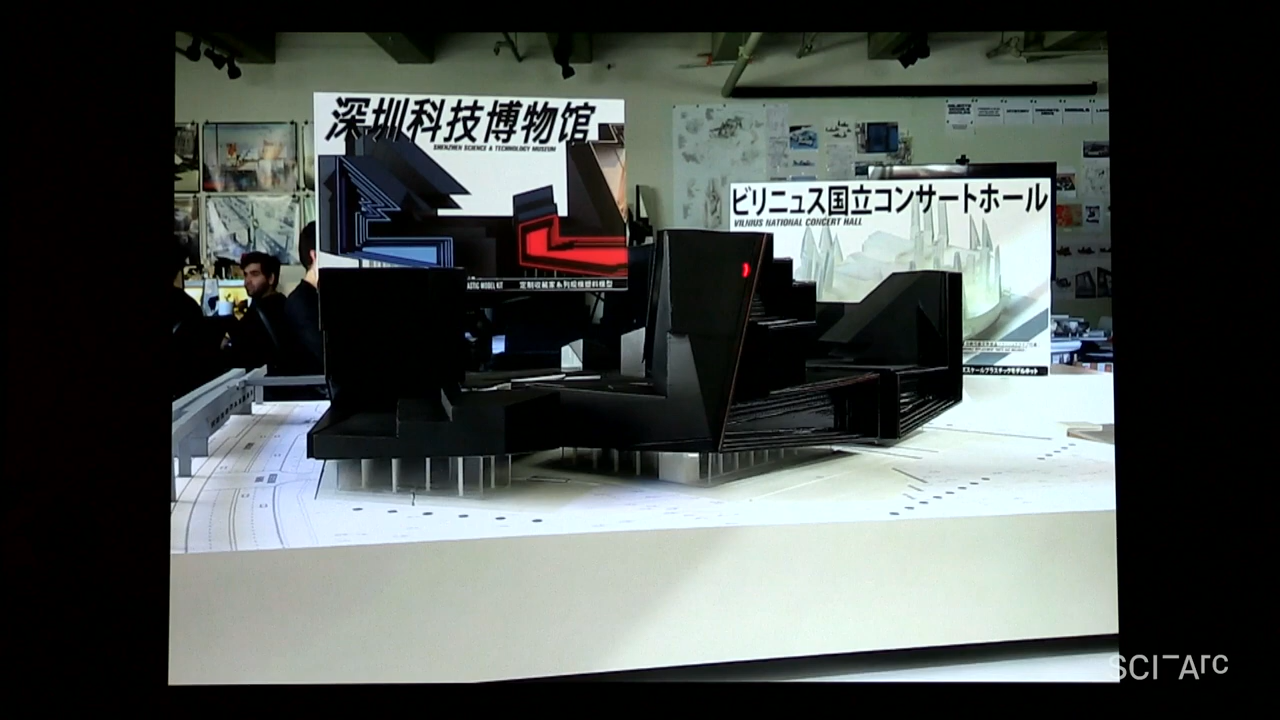 深圳科技博物馆
SHENZHEN SCIENCE & TECHNOLOGY MUSEUM
ASTIC MODEL KIT 定制收藏家系列规模塑料模型
ビリニュス国立コンサートホール
VILNIUS NATIONAL CONCERT HALL
スケールプラスチックモデルキット
SCI-Arc